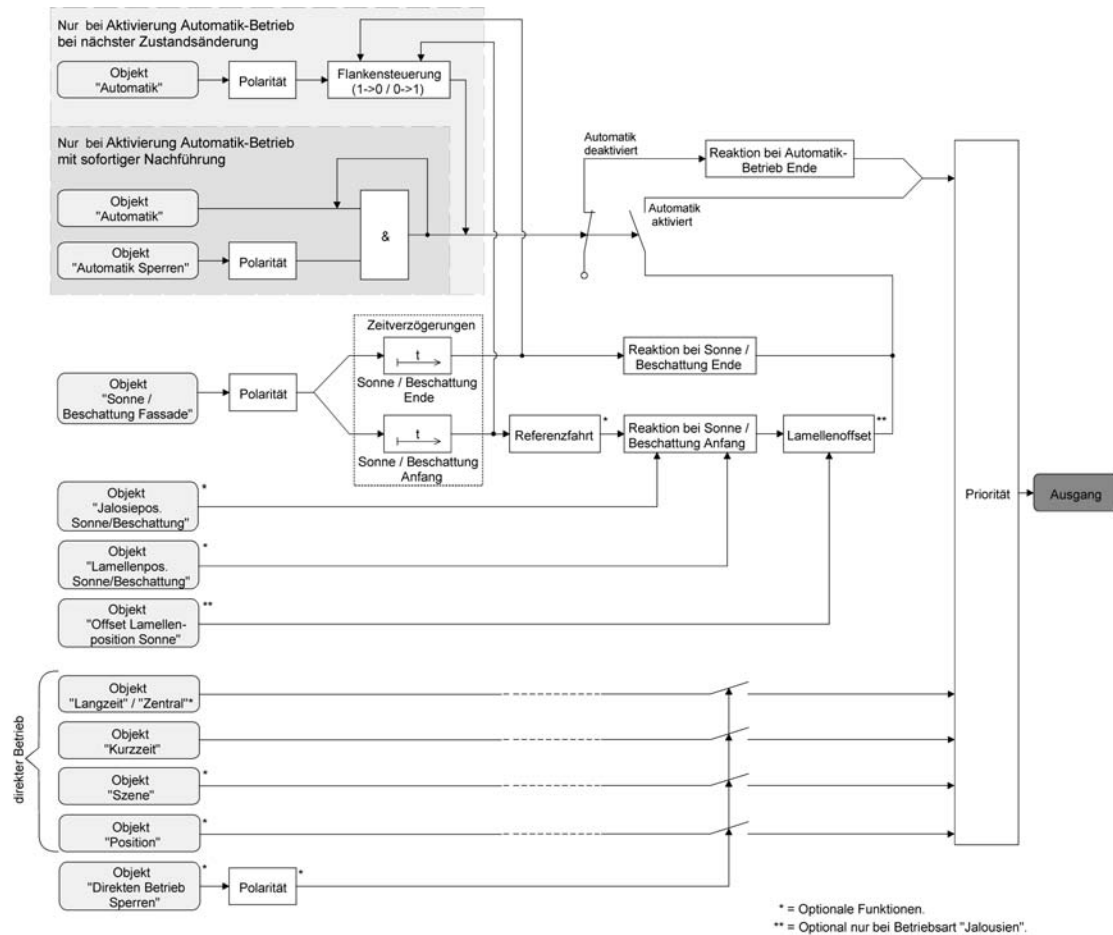 Nur bei Aktivierung Automatik-Betrieb
bei nächster Zustandsänderung
Objekt
"Automatik"
Polarität
Flankensteuerung
(1->0 / 0->1)
Nur bei Aktivierung Automatik-Betrieb
mit sofortiger Nachführung
Objekt
"Automatik"
Objekt
"Automatik Sperren"
Polarität
&
Automatik
deaktiviert
Reaktion bei Automatik-
Betrieb Ende
Automatik
aktiviert
Zeitverzögerungen
t
Sonne / Beschattung
Ende
t
Sonne / Beschattung
Anfang
Objekt
"Sonne /
Beschattung Fassade"
Polarität
Reaktion bei Sonne /
Beschattung Ende
Referenzfahrt
*
Reaktion bei Sonne /
Beschattung Anfang
Lamellenoffset
**
Priorität
Ausgang
Objekt
"Jalosiepos.
Sonne/Beschattung"
*
Objekt
"Lamellenpos.
Sonne/Beschattung"
*
Objekt
"Offset Lamellen-
position Sonne"
**
direkter Betrieb
Objekt
"Langzeit" / "Zentral"*
Objekt
"Kurzzeit"
Objekt
"Szene"
*
Objekt
"Position"
*
Objekt
"Direkten Betrieb
Sperren"
*
Polarität
*
* = Optionale Funktionen.
** = Optional nur bei Betriebsart "Jalousien".